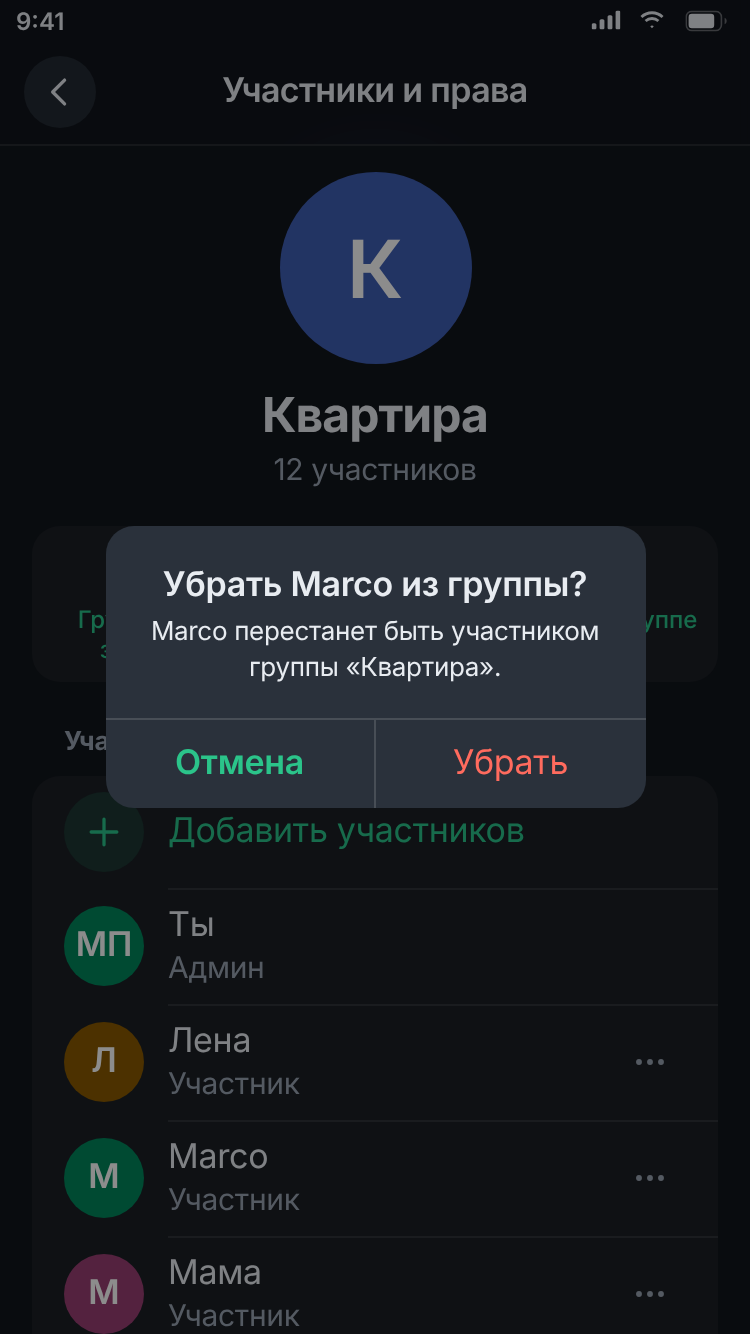 9:41
Участники и права
К
Квартира
12 участников
Убрать Marco из группы?
Marco перестанет быть участником
группы «Квартира».
Отмена
Убрать
Добавить участников
МП
Ты
Админ
Л
Лена
Участник
M
Marco
Участник
М
Мама
Участник